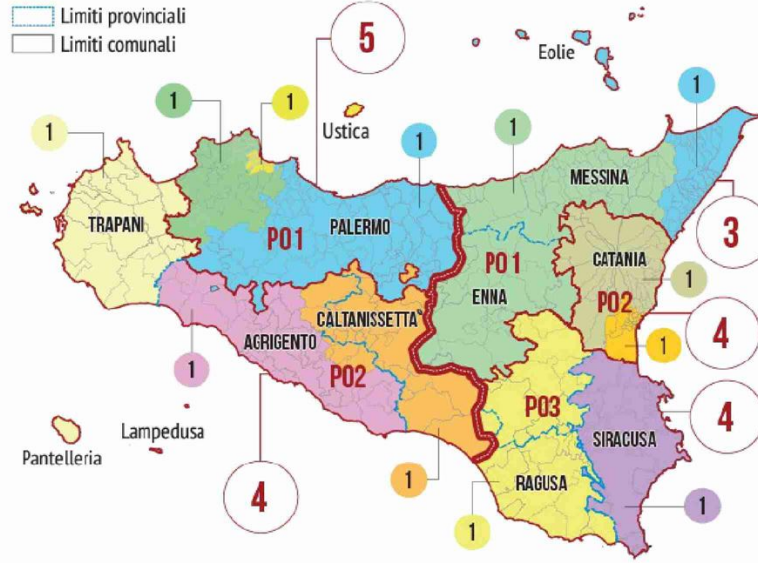 Limiti provinciali
Limiti comunali
5
Eolie
1
1
1
Ustica
1
1
1
MESSINA
TRAPANI
P01
PALERMO
3
P01
CATANIA
1
ENNA
P02
CALTANISSETTA
4
1
AGRIGENTO
P02
1
P03
4
SIRACUSA
Lampedusa
Pantelleria
RAGUSA
4
1
1
1